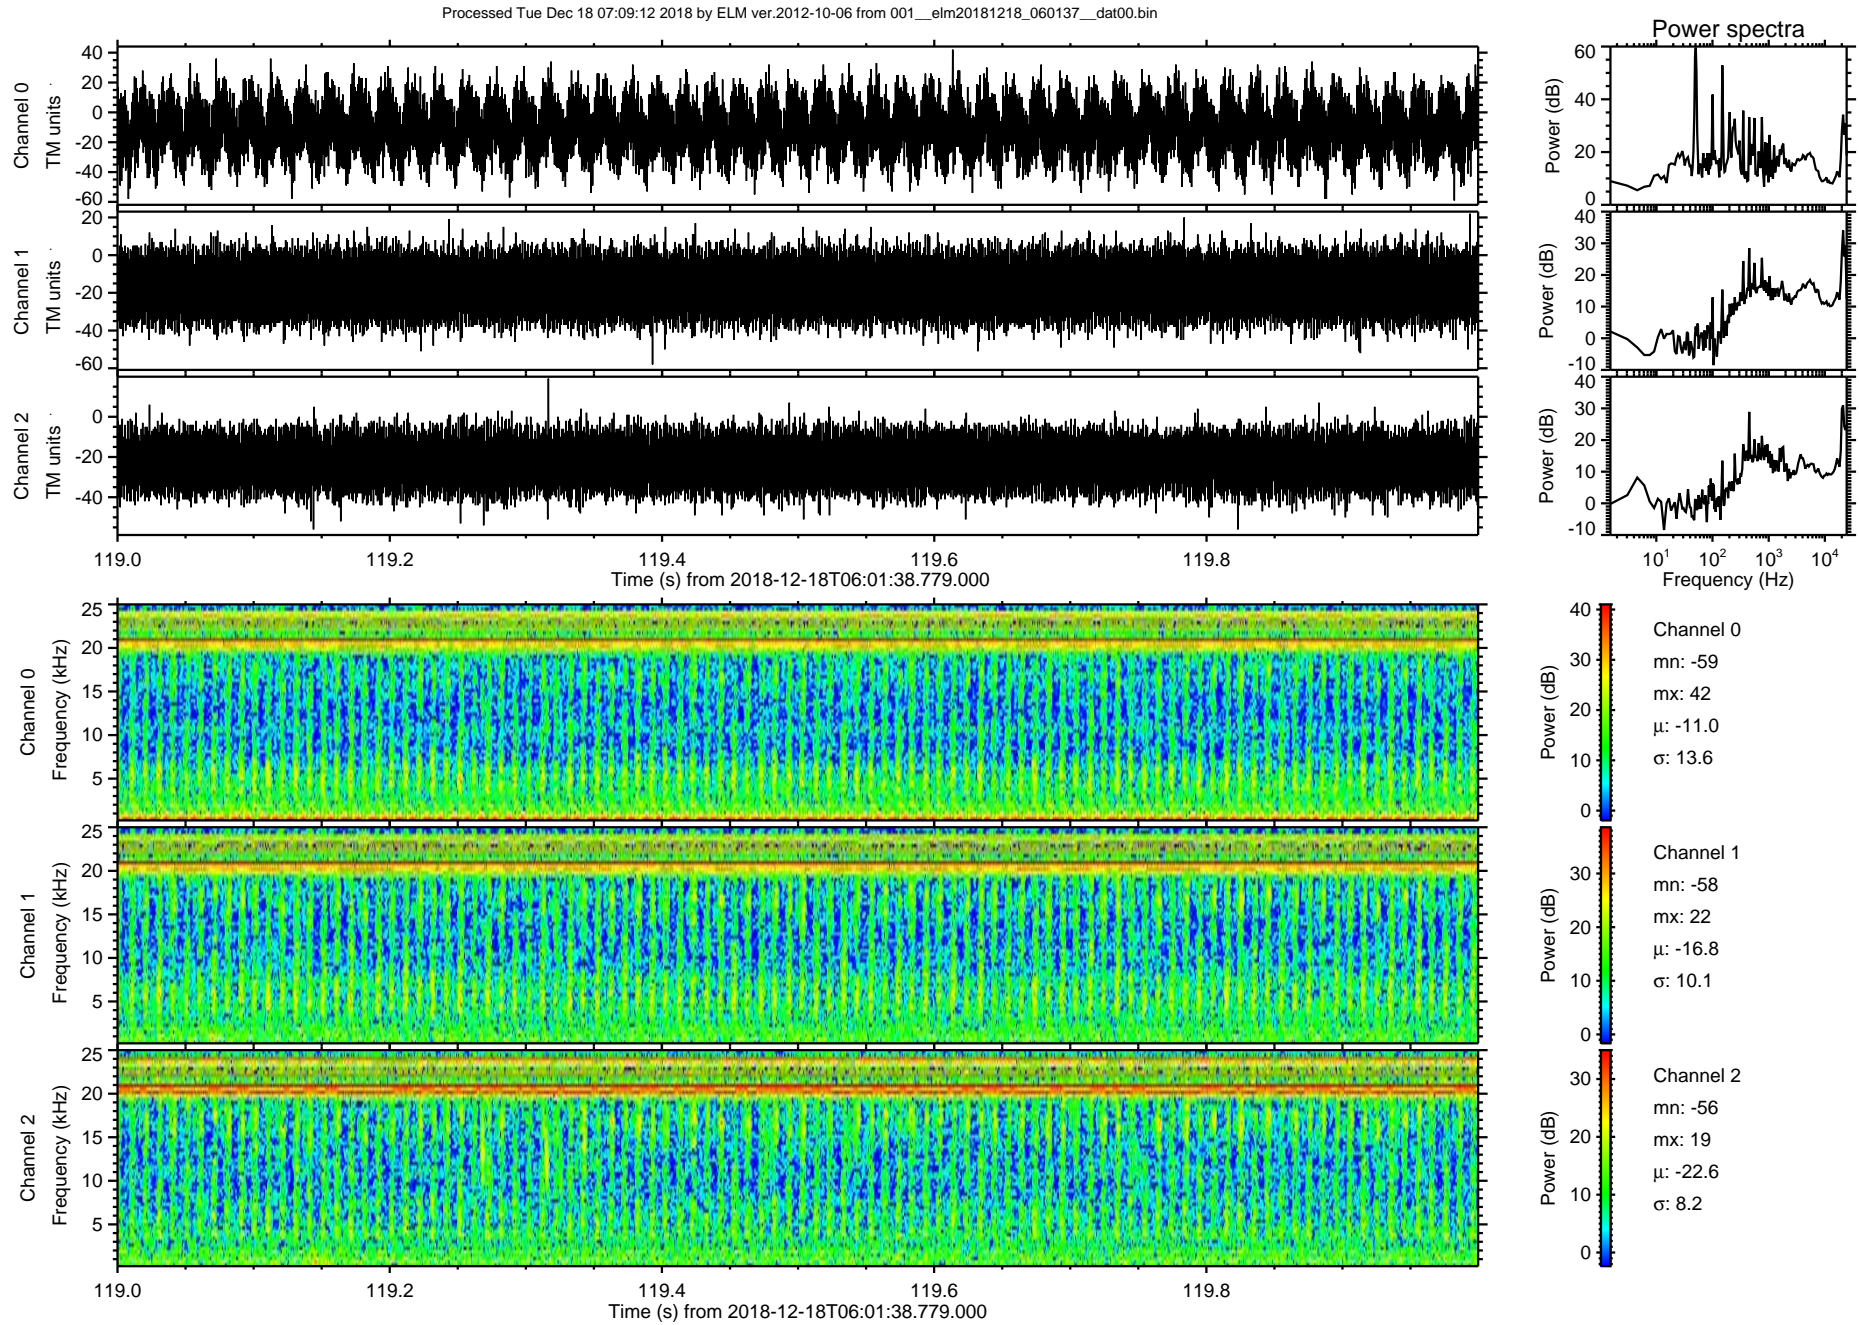 Processed Tue Dec 18 07:09:12 2018 by ELM ver.2012-10-06 from 001__elm20181218_060137__dat00.bin
Power spectra
Channel 0
TM units
40
20
0
-20
-40
-60
Power (dB)
60
40
20
0
Channel 1
TM units
20
0
-20
-40
-60
Power (dB)
40
30
20
10
0
-10
Channel 2
TM units
0
-20
-40
Power (dB)
40
30
20
10
0
-10
119.0 119.2 119.4 119.6 119.8
Time (s) from 2018-12-18T06:01:38.779.000
10¹ 10² 10³ 10⁴
Frequency (Hz)
Channel 0
Frequency (kHz)
25
20
15
10
5
Power (dB)
40
30
20
10
0
Channel 0
mn: -59
mx: 42
μ: -11.0
σ: 13.6
Channel 1
Frequency (kHz)
25
20
15
10
5
Power (dB)
30
20
10
0
Channel 1
mn: -58
mx: 22
μ: -16.8
σ: 10.1
Channel 2
Frequency (kHz)
25
20
15
10
5
Power (dB)
30
20
10
0
Channel 2
mn: -56
mx: 19
μ: -22.6
σ: 8.2
119.0 119.2 119.4 119.6 119.8
Time (s) from 2018-12-18T06:01:38.779.000